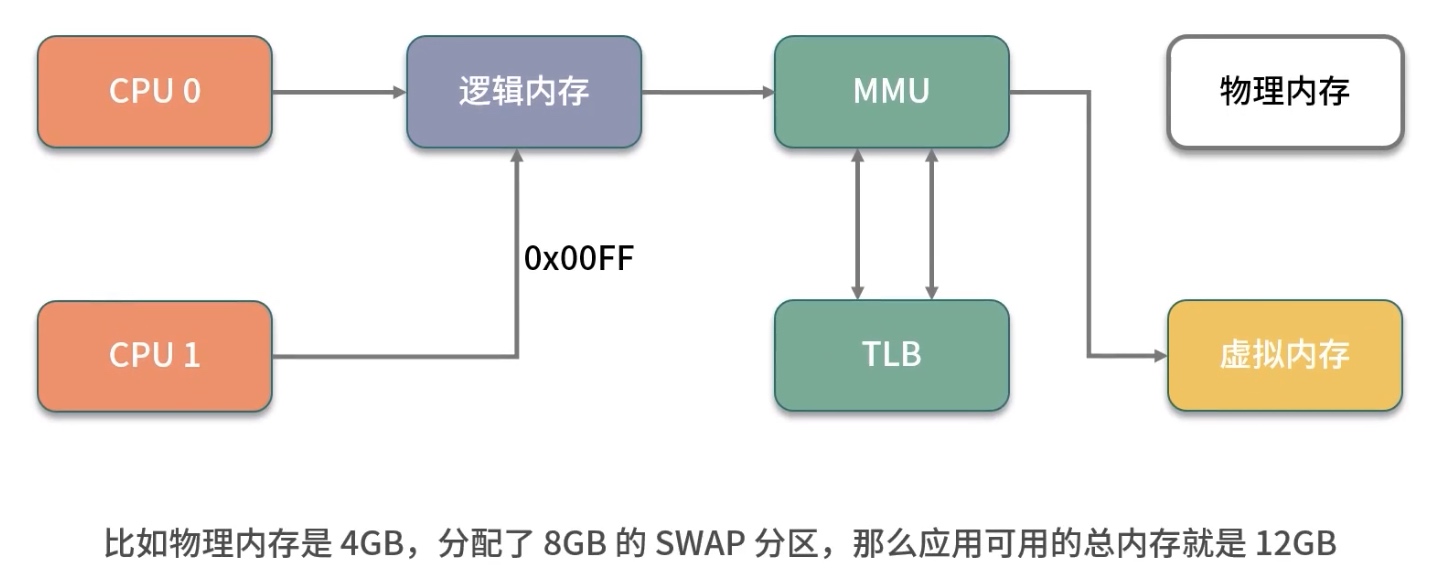 CPU 0
逻辑内存
MMU
物理内存
0x00FF
CPU 1
TLB
虚拟内存
比如物理内存是 4GB，分配了 8GB 的 SWAP 分区，那么应用可用的总内存就是 12GB